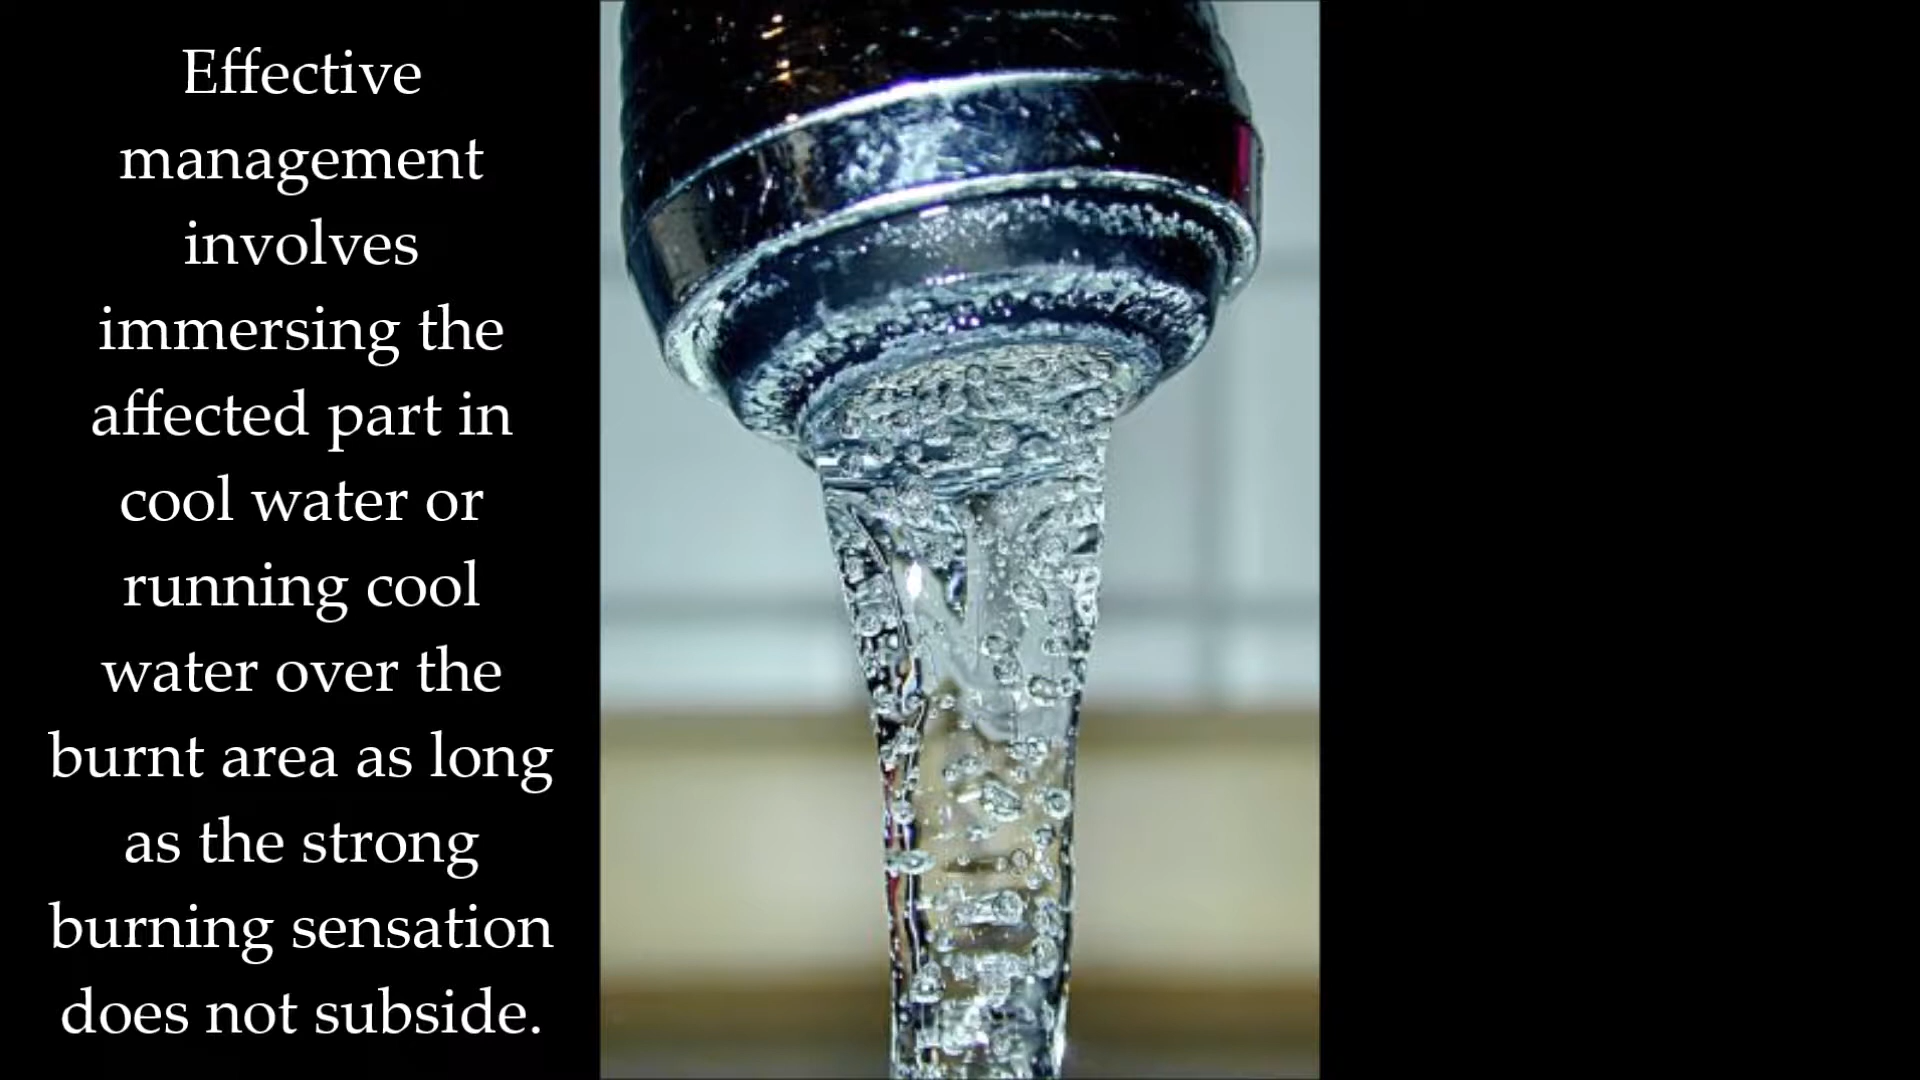 Effective
management
involves
immersing the
affected part in
cool water or
running cool
water over the
burnt area as long
as the strong
burning sensation
does not subside.